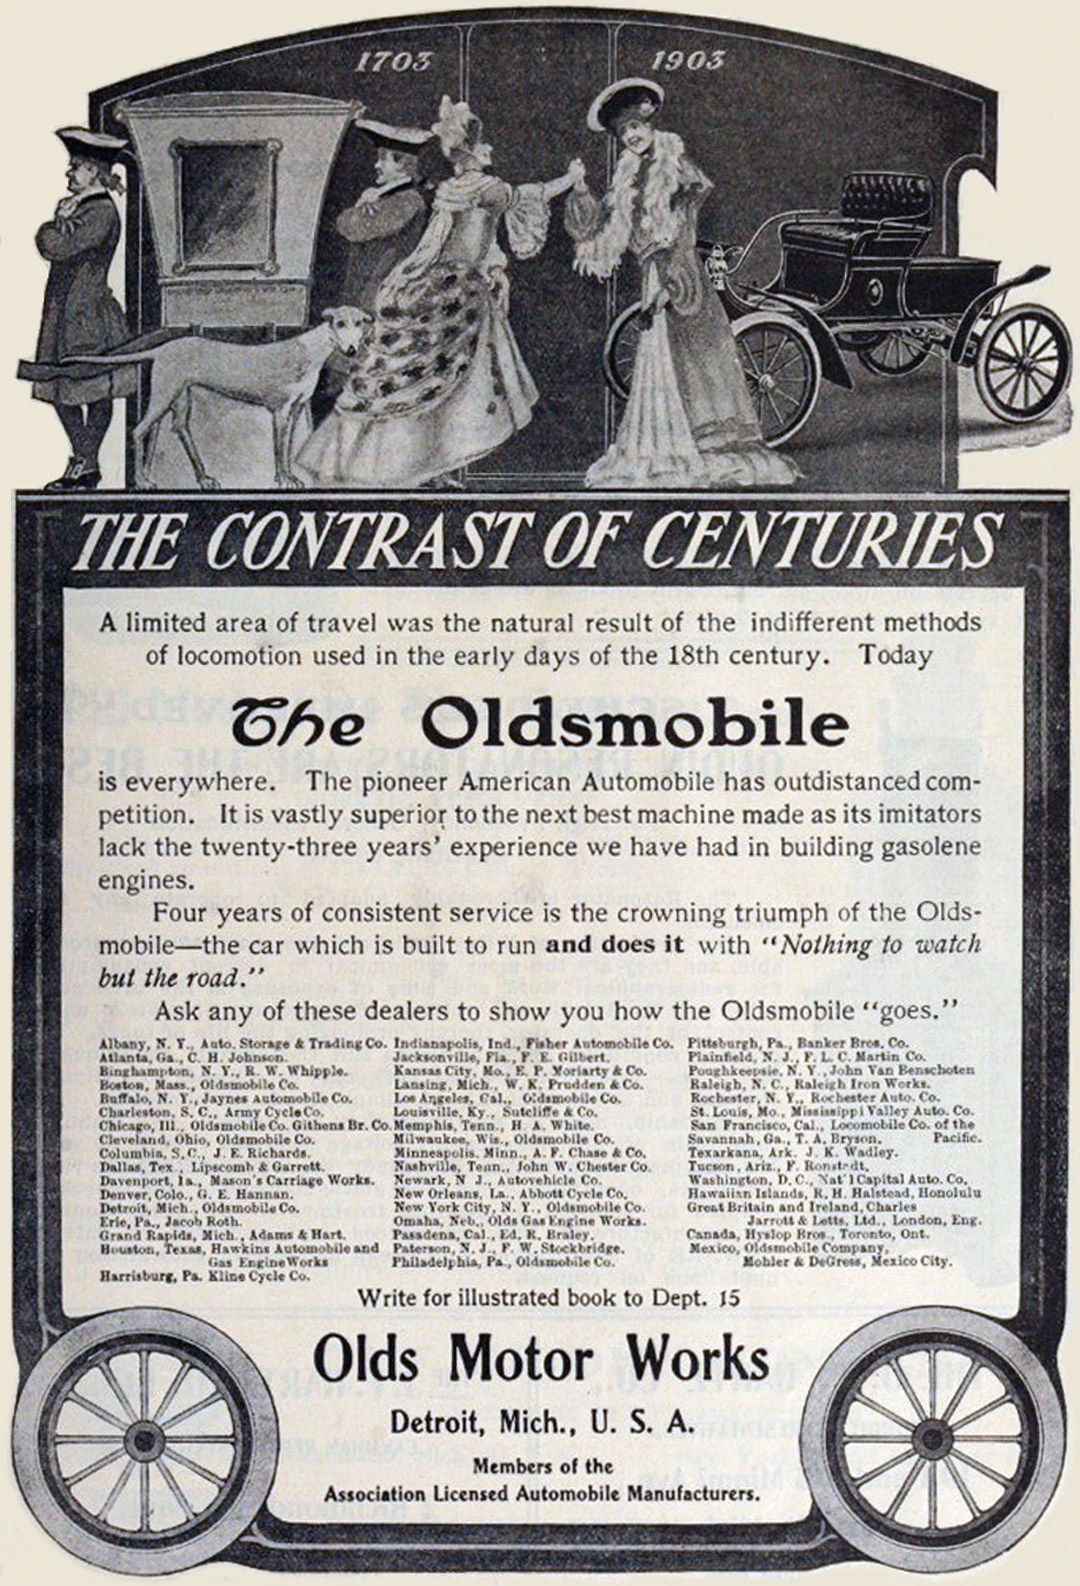 1703
1903
THE CONTRAST OF CENTURIES
A limited area of travel was the natural result of the indifferent methods
of locomotion used in the early days of the 18th century. Today
The Oldsmobile
is everywhere. The pioneer American Automobile has outdistanced com-
petition. It is vastly superior to the next best machine made as its imitators
lack the twenty-three years' experience we have had in building gasolene
engines.
Four years of consistent service is the crowning triumph of the Olds-
mobile—the car which is built to run and does it with "Nothing to watch
but the road."
Ask any of these dealers to show you how the Oldsmobile "goes."
Albany, N. Y., Auto. Storage & Trading Co.
Atlanta, Ga., C. H. Johnson.
Binghampton, N. Y., R. W. Whipple.
Boston, Mass., Oldsmobile Co.
Buffalo, N. Y., Jaynes Automobile Co.
Charleston, S. C., Army Cycle Co.
Chicago, Ill., Oldsmobile Co. Githens Br. Co.
Cleveland, Ohio, Oldsmobile Co.
Columbia, S, C., J. E. Richards.
Dallas, Tex., Lipscomb & Garrett.
Davenport, Ia., Mason's Carriage Works.
Denver, Colo., G. E. Hannan.
Detroit, Mich., Oldsmobile Co.
Erie, Pa., Jacob Roth.
Grand Rapids, Mich., Adams & Hart.
Houston, Texas, Hawkins Automobile and
Gas Engine Works
Harrisburg, Pa. Kline Cycle Co.
Indianapolis, Ind., Fisher Automobile Co.
Jacksonville, Fla., F. E. Gilbert.
Kansas City, Mo., E. P. Moriarty & Co.
Lansing, Mich., W. K. Prudden & Co.
Los Angeles, Cal., Oldsmobile Co.
Louisville, Ky., Sutcliffe & Co.
Memphis, Tenn., H. A. White.
Milwaukee, Wis., Oldsmobile Co.
Minneapolis. Minn., A. F. Chase & Co.
Nashville, Tenn., John W. Chester Co.
Newark, N J., Autovehicle Co.
New Orleans, La., Abbott Cycle Co,
New York City, N. Y., Oldsmobile Co.
Omaha, Neb., Olds Gas Engine Works.
Pasadena, Cal., Ed. R. Braley.
Paterson, N. J., F. W. Stockbridge.
Philadelphia, Pa., Oldsmobile Co.
Pittsburgh, Pa., Banker Bros. Co.
Plainfield, N. J., F. L. C. Martin Co.
Poughkeepsie, N. Y., John Van Benschoten
Raleigh, N. C., Raleigh Iron Works.
Rochester, N. Y., Rochester Auto. Co.
St. Louis, Mo., Mississippi Valley Auto. Co.
San Francisco, Cal., Locomobile Co. of the
Pacific.
Savannah, Ga., T. A. Bryson.
Texarkana, Ark. J. K. Wadley.
Tucson, Ariz., F. Ronstadt,
Washington, D. C., Nat'l Capital Auto. Co.
Hawaiian Islands, R. H. Halstead, Honolulu
Great Britain and Ireland, Charles
Jarrott & Letts, Ltd., London, Eng.
Canada, Hyslop Bros., Toronto, Ont.
Mexico, Oldsmobile Company,
Mohler & DeGress, Mexico City.
Write for illustrated book to Dept. 15
Olds Motor Works
Detroit, Mich., U. S. A.
Members of the
Association Licensed Automobile Manufacturers.